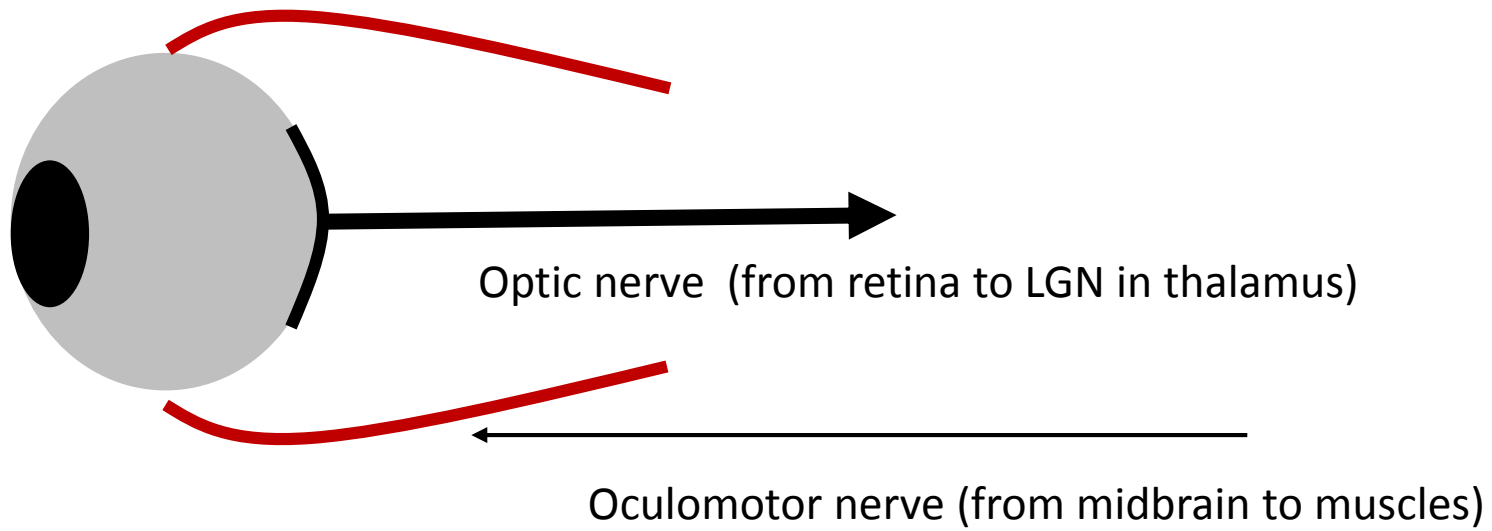 Optic nerve  (from retina to LGN in thalamus)
Oculomotor nerve (from midbrain to muscles)